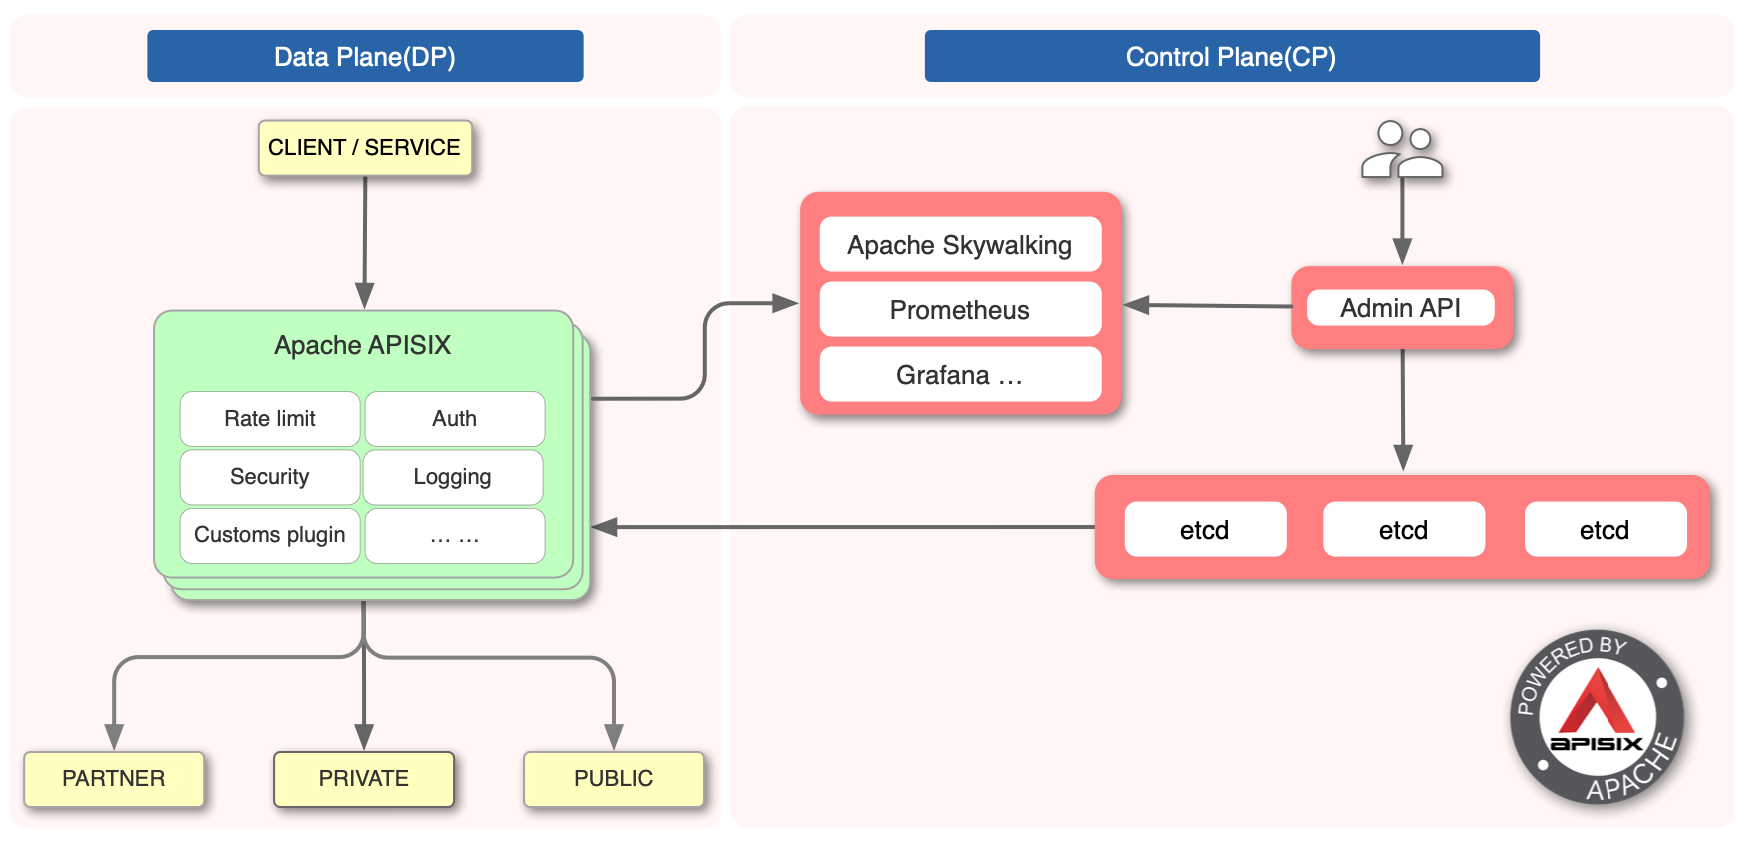 Data Plane(DP)
Control Plane(CP)
CLIENT / SERVICE
Apache APISIX
Rate limit
Auth
Security
Logging
Customs plugin
... ...
PARTNER
PRIVATE
PUBLIC
Apache Skywalking
Prometheus
Grafana ...
Admin API
etcd
etcd
etcd
POWERED BY
APISIX
APACHE